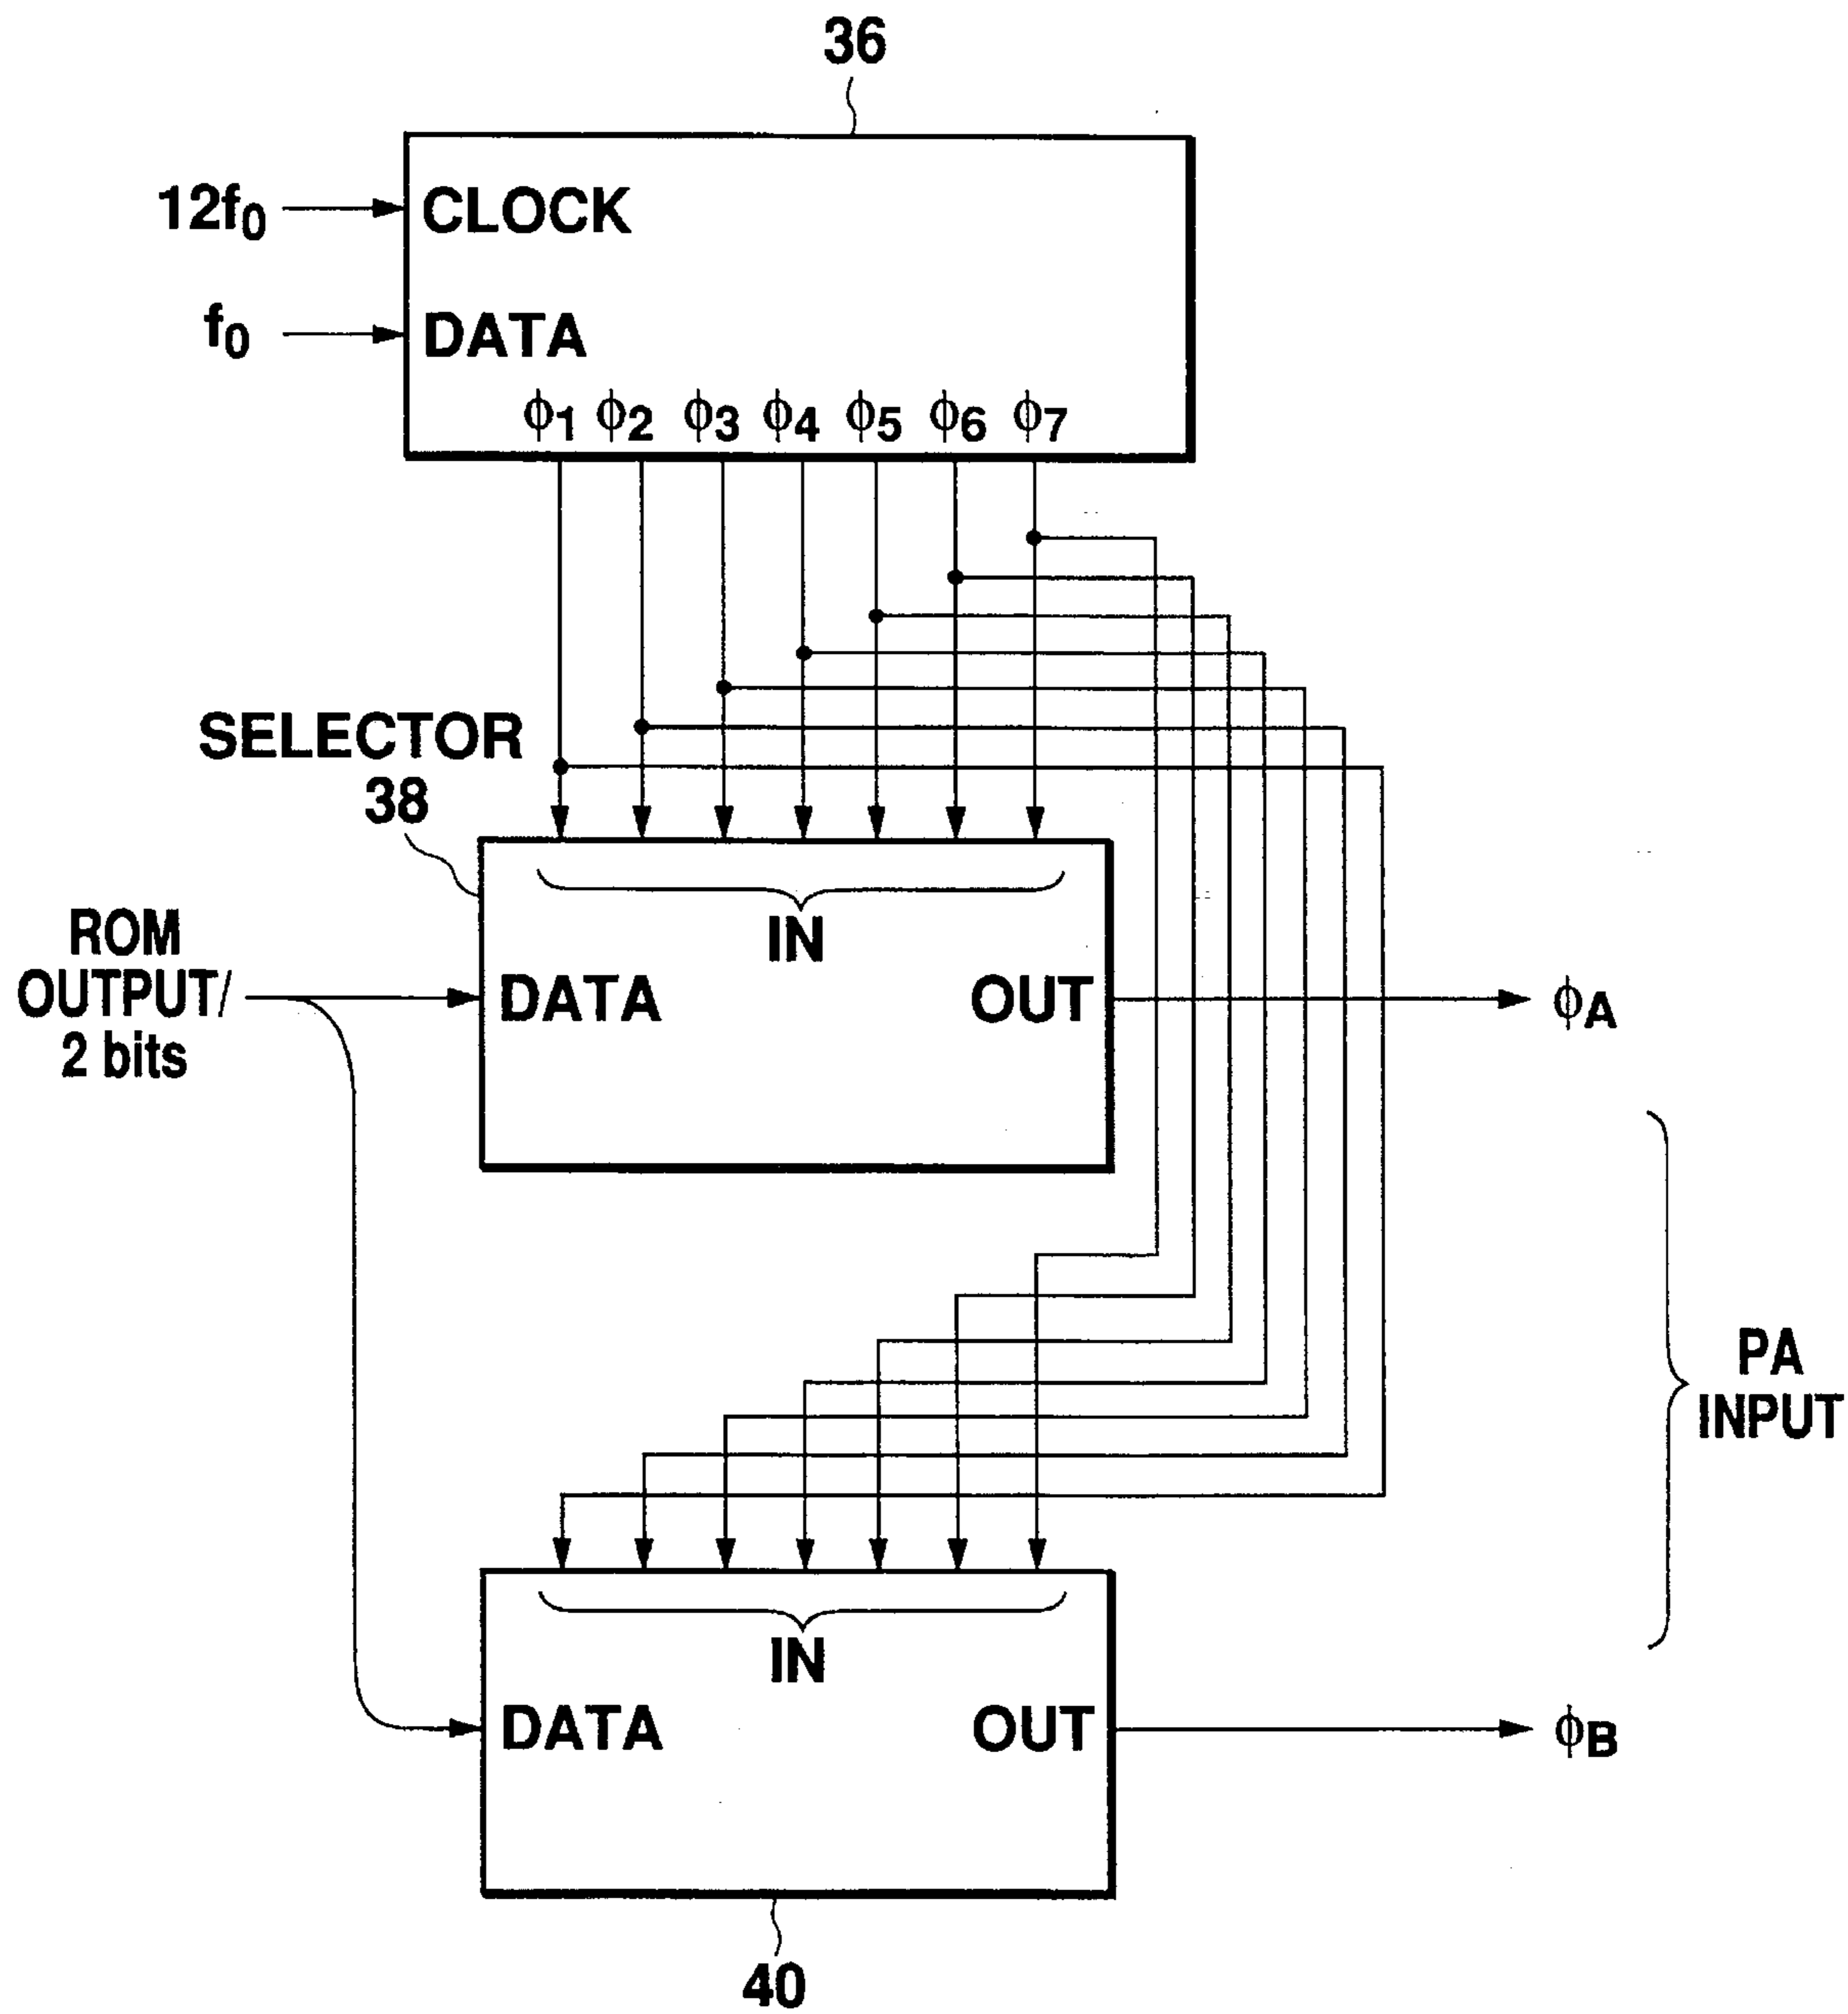 36
12f₀
CLOCK
f₀
DATA
ϕ₁ ϕ₂ ϕ₃ ϕ₄ ϕ₅ ϕ₆ ϕ₇
SELECTOR
38
IN
ROM
OUTPUT/
2 bits
DATA
OUT
ϕA
PA
INPUT
IN
DATA
OUT
ϕB
40